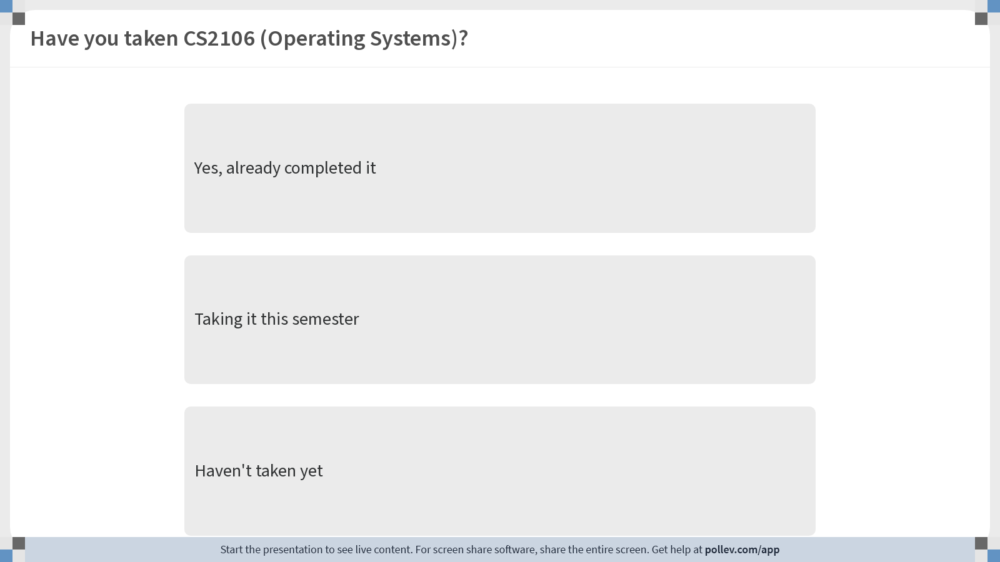 Have you taken CS2106 (Operating Systems)?
Yes, already completed it
Taking it this semester
Haven't taken yet
Start the presentation to see live content. For screen share software, share the entire screen. Get help at pollev.com/app